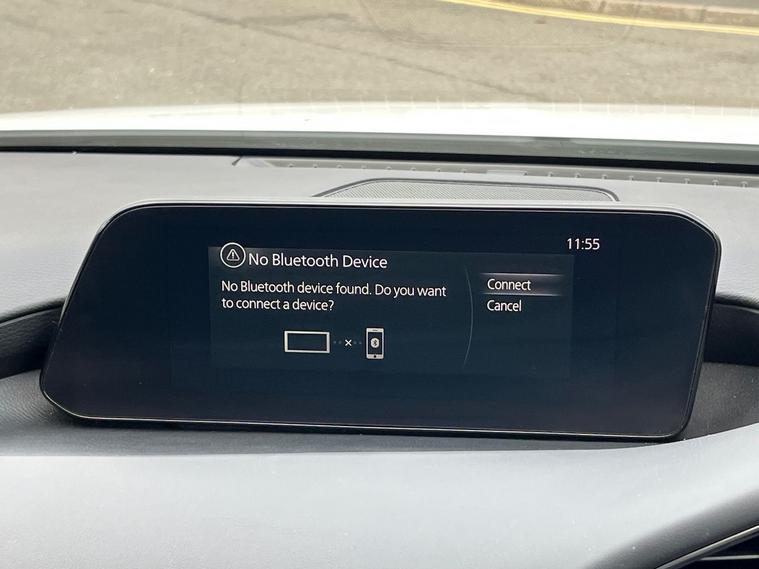 11:55
No Bluetooth Device
No Bluetooth device found. Do you want
to connect a device?
Connect
Cancel